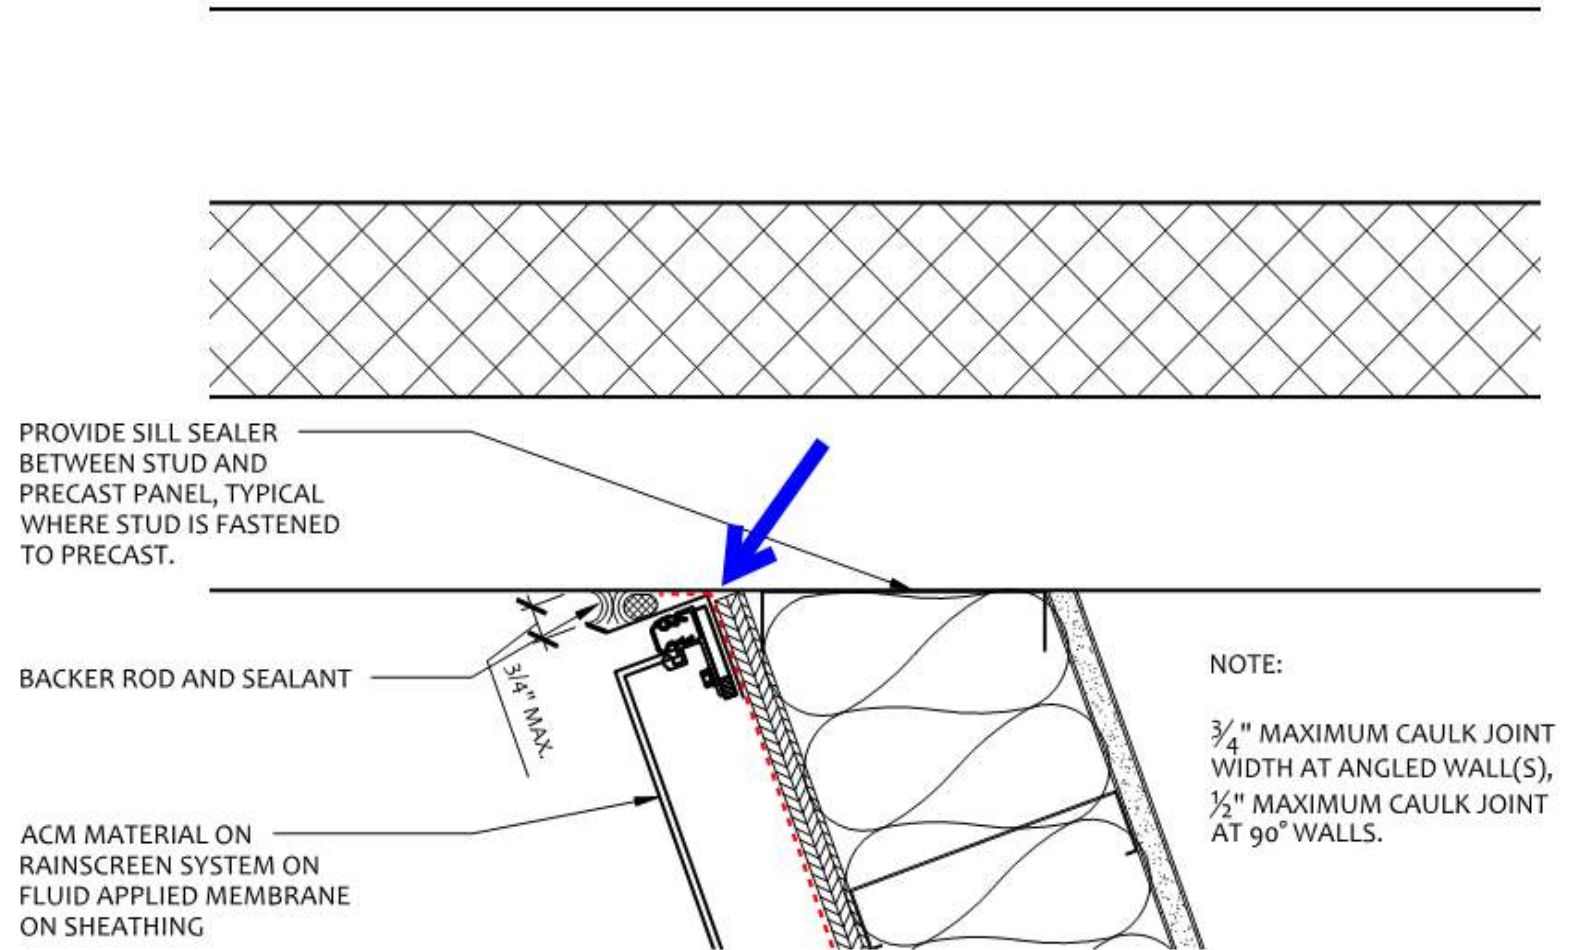 PROVIDE SILL SEALER
BETWEEN STUD AND
PRECAST PANEL, TYPICAL
WHERE STUD IS FASTENED
TO PRECAST.
BACKER ROD AND SEALANT
3/4" MAX.
ACM MATERIAL ON
RAINSCREEN SYSTEM ON
FLUID APPLIED MEMBRANE
ON SHEATHING
NOTE:
¾" MAXIMUM CAULK JOINT
WIDTH AT ANGLED WALL(S),
½" MAXIMUM CAULK JOINT
AT 90° WALLS.